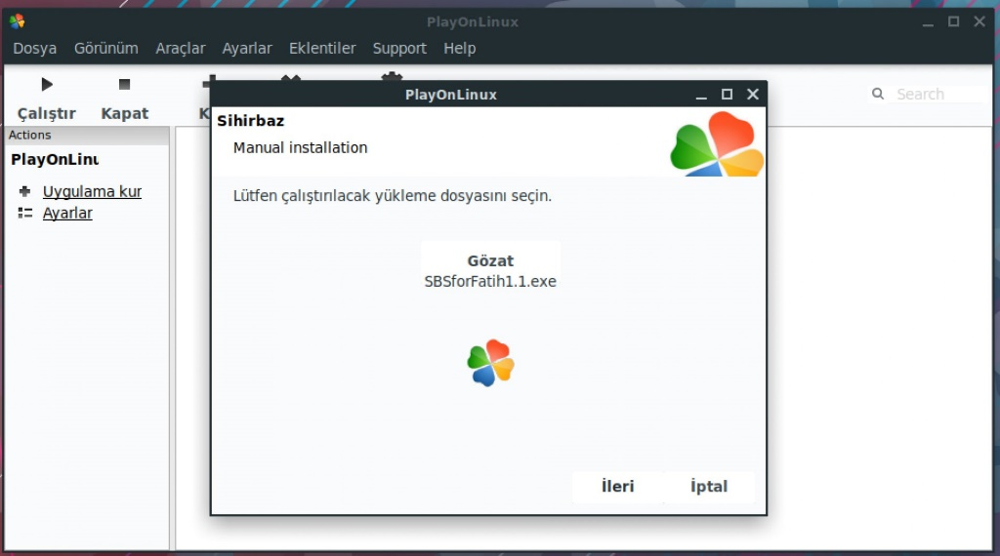 PlayOnLinux
Dosya Görünüm Araçlar Ayarlar Eklentiler Support Help
Çalıştır Kapat K
Search
Actions
PlayOnLinu
Uygulama kur
Ayarlar
PlayOnLinux
Sihirbaz
Manual installation
Lütfen çalıştırılacak yükleme dosyasını seçin.
Gözat
SBSforFatih1.1.exe
İleri İptal